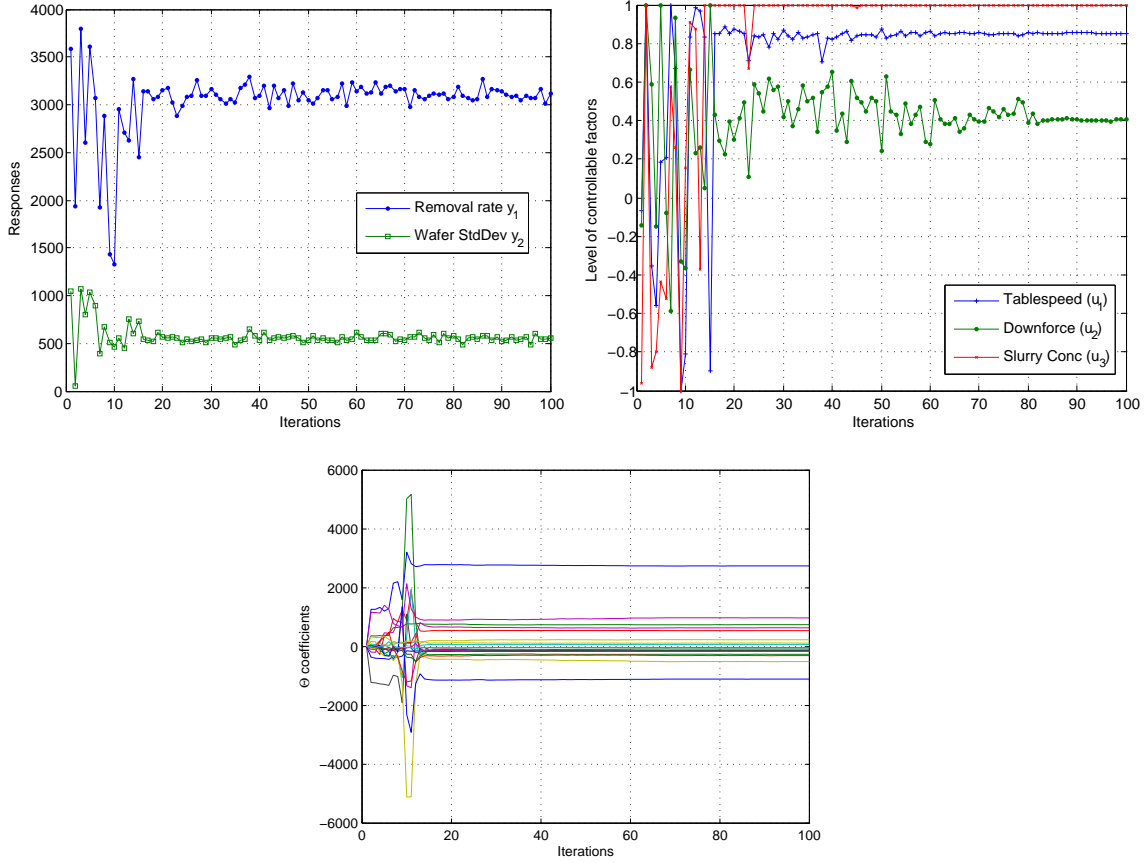 4000
3500
3000
2500
2000
1500
1000
500
0
Responses
Removal rate y1
Wafer StdDev y2
0 10 20 30 40 50 60 70 80 90 100
Iterations
1
0.8
0.6
0.4
0.2
0
−0.2
−0.4
−0.6
−0.8
−1
Level of controllable factors
Tablespeed (u1)
Downforce (u2)
Slurry Conc (u3)
0 10 20 30 40 50 60 70 80 90 100
Iterations
6000
4000
2000
0
−2000
−4000
−6000
Θ coefficients
0 20 40 60 80 100
Iterations